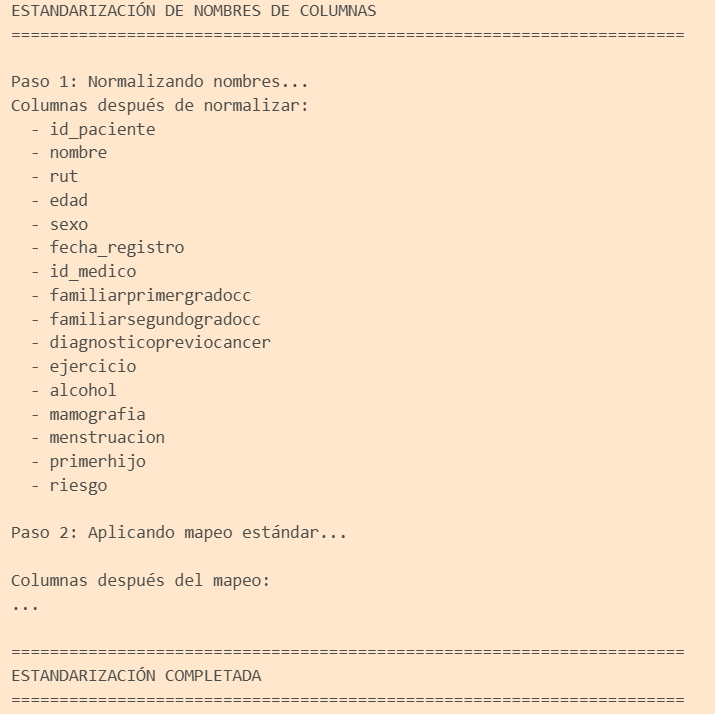 ESTANDARIZACIÓN DE NOMBRES DE COLUMNAS
======================================================================
Paso 1: Normalizando nombres...
Columnas después de normalizar:
- id_paciente
- nombre
- rut
- edad
- sexo
- fecha_registro
- id_medico
- familiarprimergradocc
- familiarsegundogradocc
- diagnosticopreviocancer
- ejercicio
- alcohol
- mamografia
- menstruacion
- primerhijo
- riesgo
Paso 2: Aplicando mapeo estándar...
Columnas después del mapeo:
...
======================================================================
ESTANDARIZACIÓN COMPLETADA
======================================================================